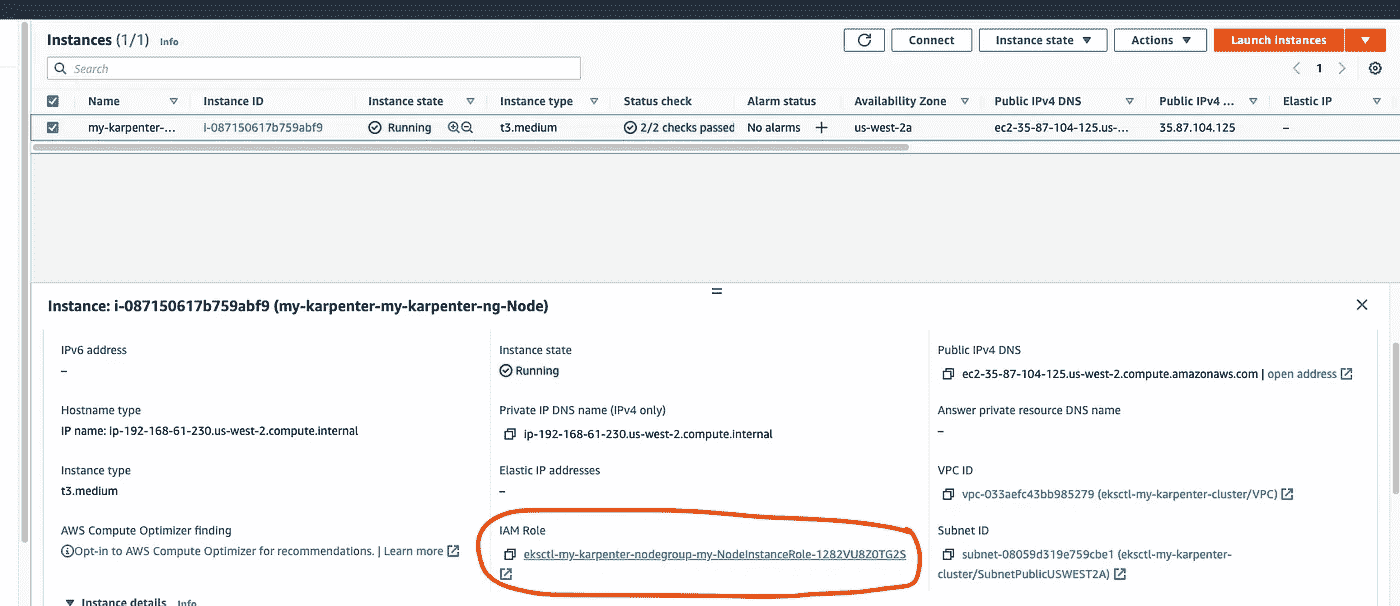 Instances (1/1) Info
Connect
Instance state
Actions
Launch instances
Search
1
Name Instance ID Instance state Instance type Status check Alarm status Availability Zone Public IPv4 DNS Public IPv4 ... Elastic IP
my-karpenter-... i-087150617b759abf9 Running t3.medium 2/2 checks passed No alarms + us-west-2a ec2-35-87-104-125.us-... 35.87.104.125 –
Instance: i-087150617b759abf9 (my-karpenter-my-karpenter-ng-Node)
IPv6 address
–
Instance state
Running
Public IPv4 DNS
ec2-35-87-104-125.us-west-2.compute.amazonaws.com | open address
Hostname type
IP name: ip-192-168-61-230.us-west-2.compute.internal
Private IP DNS name (IPv4 only)
ip-192-168-61-230.us-west-2.compute.internal
Answer private resource DNS name
–
Instance type
t3.medium
Elastic IP addresses
–
VPC ID
vpc-033aefc43bb985279 (eksctl-my-karpenter-cluster/VPC)
AWS Compute Optimizer finding
Opt-in to AWS Compute Optimizer for recommendations. | Learn more
IAM Role
eksctl-my-karpenter-nodegroup-my-NodeInstanceRole-1282VU8Z0TG2S
Subnet ID
subnet-08059d319e759cbe1 (eksctl-my-karpenter-
cluster/SubnetPublicUSWEST2A)
Instance details Info